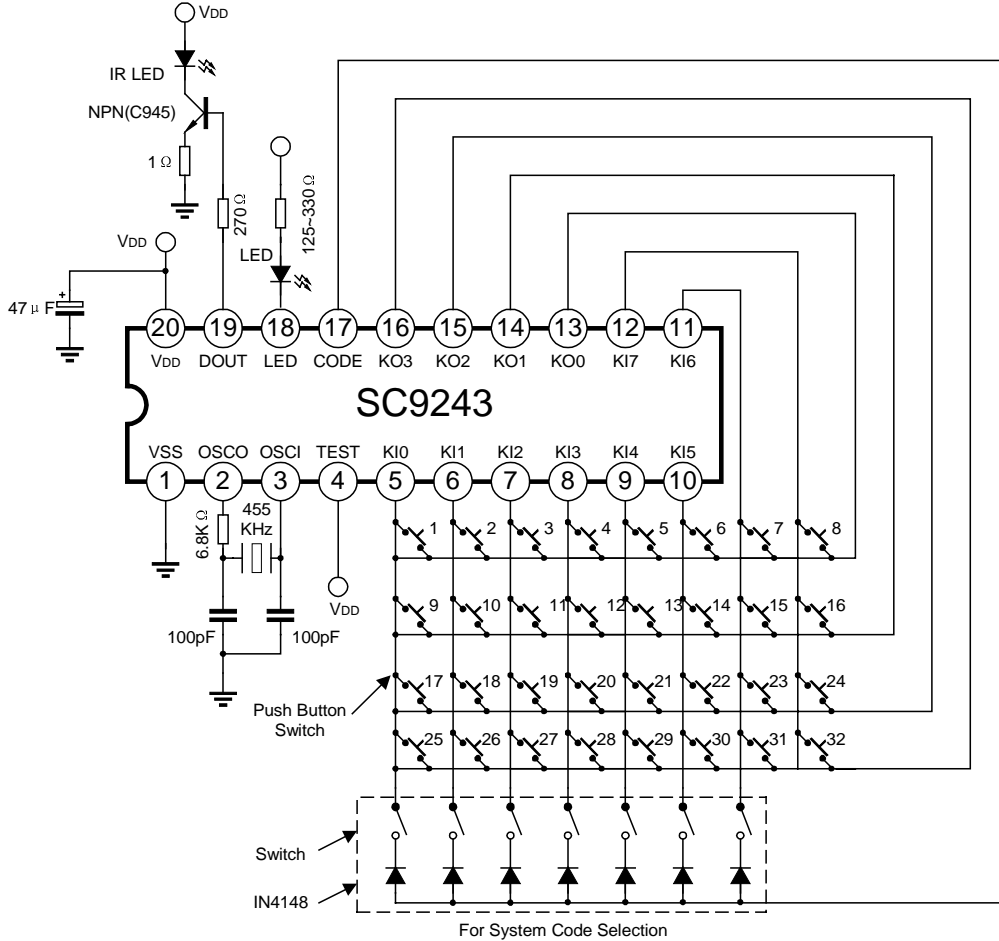 VDD
IR LED
NPN(C945)
1Ω
270Ω
125~330Ω
VDD
LED
+
47μF
20 19 18 17 16 15 14 13 12 11
VDD DOUT LED CODE KO3 KO2 KO1 KO0 KI7 KI6
SC9243
VSS OSCO OSCI TEST KI0 KI1 KI2 KI3 KI4 KI5
1 2 3 4 5 6 7 8 9 10
6.8KΩ
455
KHz
1 2 3 4 5 6 7 8
VDD
9 10 11 12 13 14 15 16
100pF 100pF
17 18 19 20 21 22 23 24
Push Button
Switch
25 26 27 28 29 30 31 32
Switch
IN4148
For System Code Selection